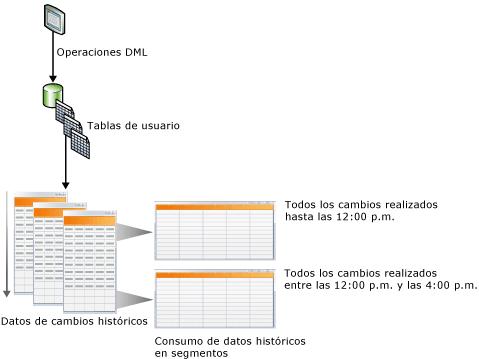 Operaciones DML
Tablas de usuario
Todos los cambios realizados
hasta las 12:00 p.m.
Todos los cambios realizados
entre las 12:00 p.m. y las 4:00 p.m.
Datos de cambios históricos
Consumo de datos históricos
en segmentos